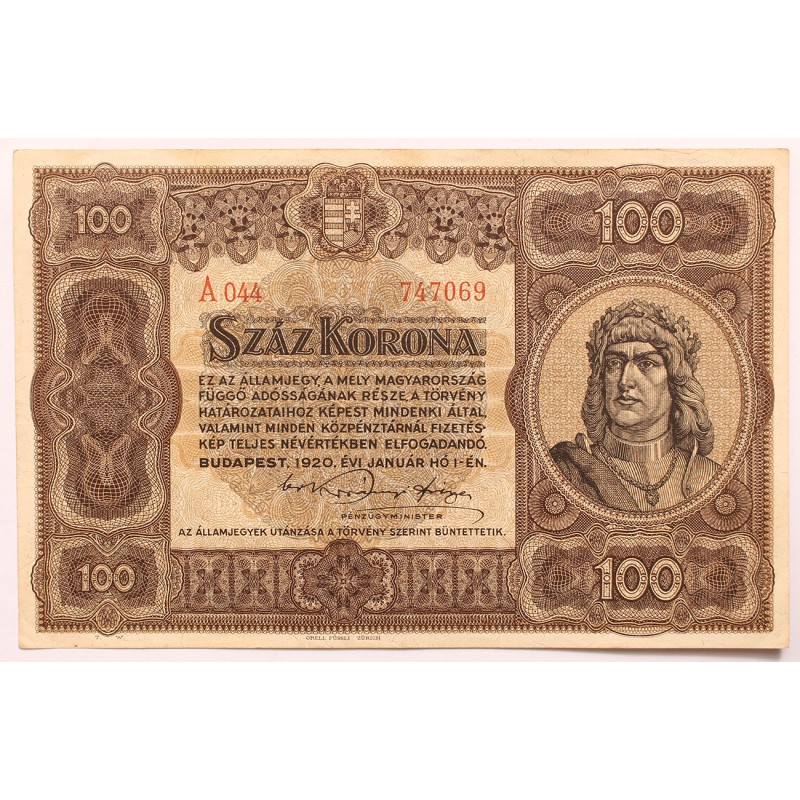 100 100
A 044 747069
SZÁZ KORONA.
EZ AZ ÁLLAMJEGY, A MELY MAGYARORSZÁG
FÜGGŐ ADÓSSÁGÁNAK RÉSZE, A TÖRVÉNY
HATÁROZATAIHOZ KÉPEST MINDENKI ÁLTAL,
VALAMINT MINDEN KÖZPÉNZTÁRNÁL FIZETÉS-
KÉP TELJES NÉVÉRTÉKBEN ELFOGADANDÓ.
BUDAPEST, 1920. ÉVI JANUÁR HÓ 1-ÉN.
PÉNZÜGYMINISTER
AZ ÁLLAMJEGYEK UTÁNZÁSA A TÖRVÉNY SZERINT BÜNTETTETIK.
100 100
T. W. ORELL FÜSSLI ZÜRICH